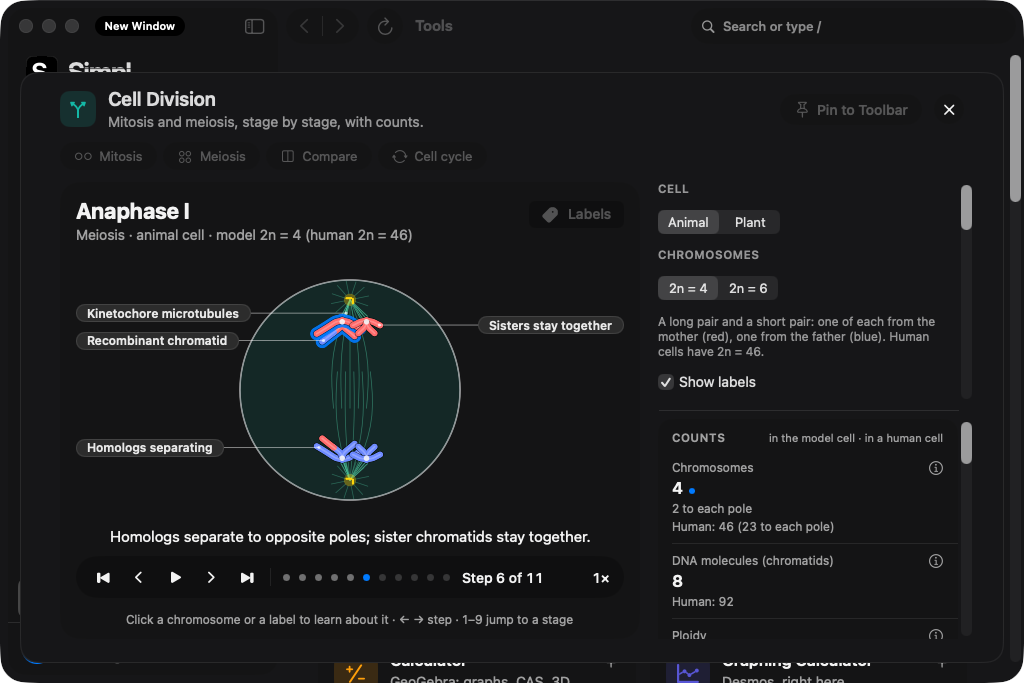 New Window
Tools
Search or type /
Simpl
Cell Division
Mitosis and meiosis, stage by stage, with counts.
Pin to Toolbar
Mitosis
Meiosis
Compare
Cell cycle
Anaphase I
Meiosis · animal cell · model 2n = 4 (human 2n = 46)
Labels
Kinetochore microtubules
Recombinant chromatid
Sisters stay together
Homologs separating
Homologs separate to opposite poles; sister chromatids stay together.
Step 6 of 11
1×
Click a chromosome or a label to learn about it · ← → step · 1–9 jump to a stage
CELL
Animal
Plant
CHROMOSOMES
2n = 4
2n = 6
A long pair and a short pair: one of each from the
mother (red), one from the father (blue). Human
cells have 2n = 46.
Show labels
COUNTS
in the model cell · in a human cell
Chromosomes
4
2 to each pole
Human: 46 (23 to each pole)
DNA molecules (chromatids)
8
Human: 92
Ploidy
Calculator
GeoGebra: graphs, CAS, 3D
Graphing Calculator
Desmos, right here